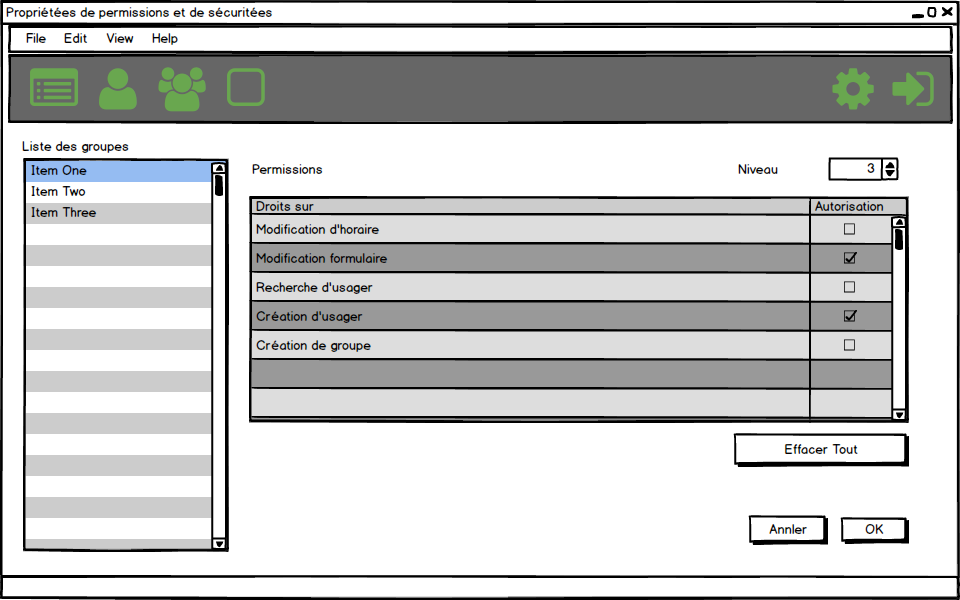 Propriétées de permissions et de sécuritées
File Edit View Help
Liste des groupes
Item One
Item Two
Item Three
Permissions
Niveau 3
Droits sur Autorisation
Modification d'horaire
Modification formulaire
Recherche d'usager
Création d'usager
Création de groupe
Effacer Tout
Annler OK